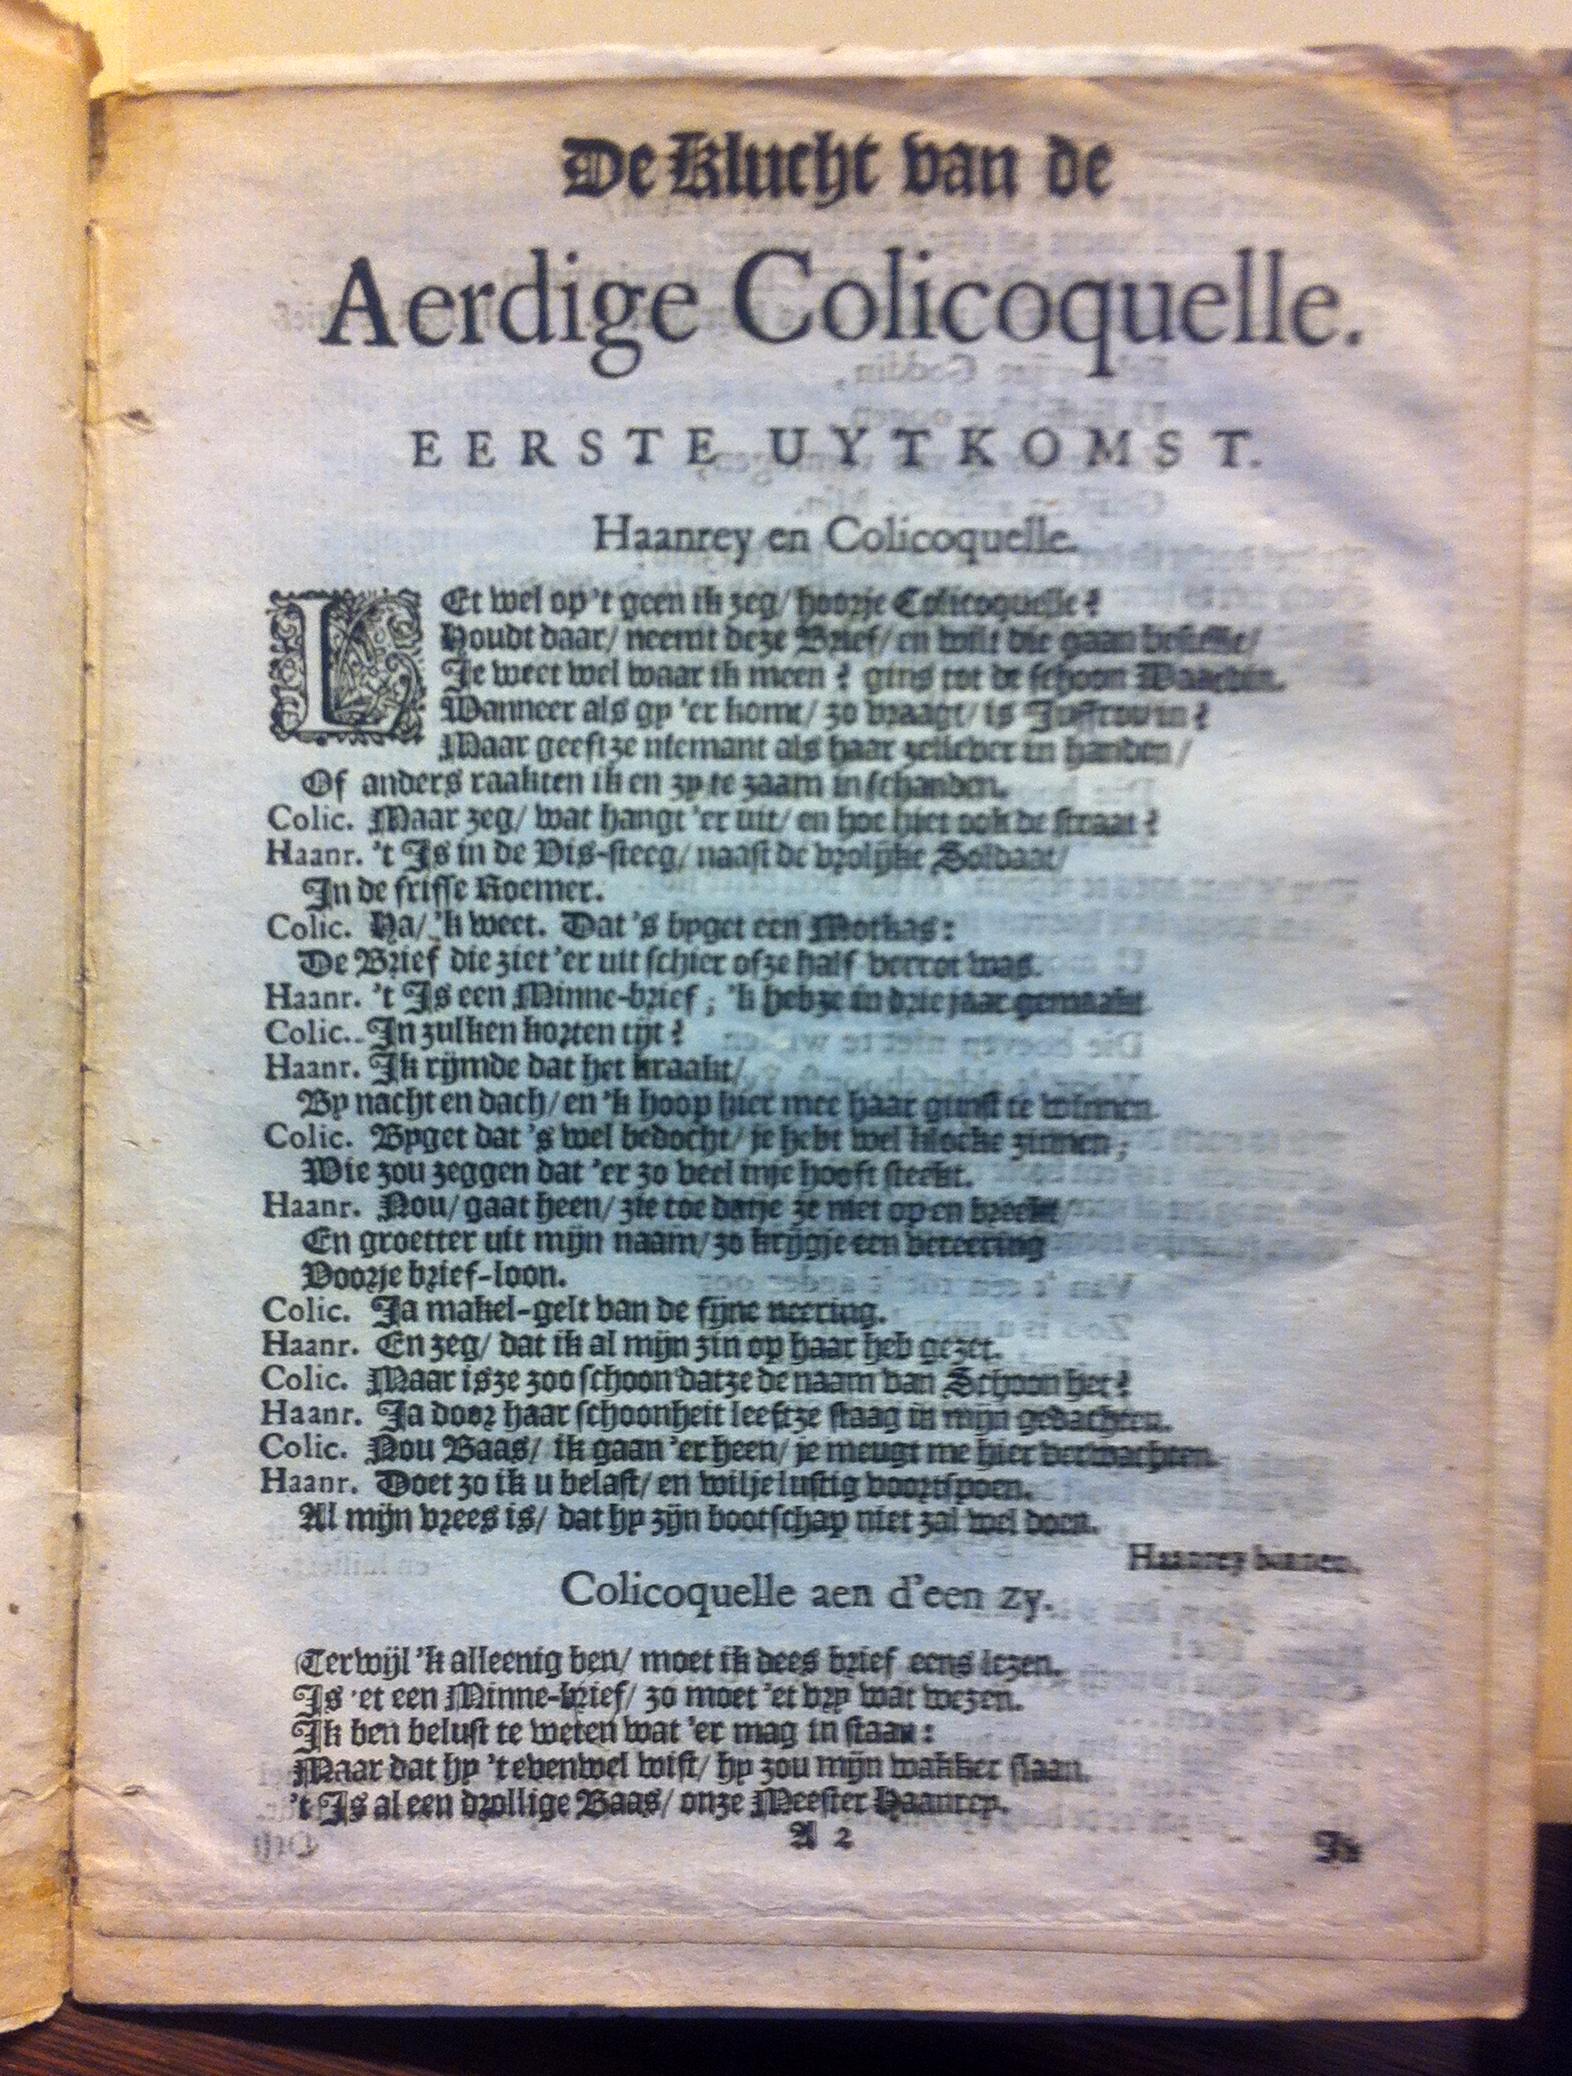 De Klucht van de
Aerdige Colicoquelle.
EERSTE UYTKOMST.
Haanrey en Colicoquelle.
LEt wel op 't geen ik zeg/ hoorje Colicoquelle?
Houdt daar/ neemt deze Brief/ en wilt die gaan bestelle/
Je weet wel waar ik meen? gins tot de schoon Waardin.
Wanneer als gy 'er komt/ zo vraagt/ is Juffrou in?
Maar geeftze niemant als haar zelever in handen/
Of anders raakten ik en zy te zaam in schanden.
Colic. Maar zeg/ wat hangt 'er uit/ en hoe hiet ook de straat?
Haanr. 't Is in de Vis-steeg/ naast de vrolijke Soldaat/
In de frisse Roemer.
Colic. Ha/ 'k weet. Dat 's byget een Motkas:
De Brief die ziet 'er uit schier ofze half verrot was.
Haanr. 't Is een Minne-brief; 'k hebze in drie jaar gemaakt
Colic. In zulken korten tijt?
Haanr. Ik rijmde dat het kraakt/
By nacht en dach/ en 'k hoop hier mee haar gunst te winnen.
Colic. Byget dat 's wel bedocht/ je hebt wel klocke zinnen;
Wie zou zeggen dat 'er zo veel inje hooft steekt.
Haanr. Nou/ gaat heen/ zie toe datje ze niet open breekt/
En groetter uit mijn naam/ zo krijgje een vereering
Voorje brief-loon.
Colic. Ja makel-gelt van de fijne neering.
Haanr. En zeg/ dat ik al mijn zin op haar heb gezet.
Colic. Maar isze zoo schoon datze de naam van Schoon het?
Haanr. Ja door haar schoonheit leeftze staag in mijn gedachten.
Colic. Nou Baas/ ik gaan 'er heen/ je meugt me hier verwachten.
Haanr. Doet zo ik u belast/ en wilje lustig voortspoen.
Al mijn vrees is/ dat hy zijn bootschap niet zal wel doen.
Haanrey binnen.
Colicoquelle aen d'een zy.
Terwijl 'k alleenig ben/ moet ik dees brief eens lezen.
Is 'et een Minne-brief/ zo moet 'et vry wat wezen.
Ik ben belust te weten wat 'er mag in staan:
Maar dat hy 't evenwel wist/ hy zou mijn wakker slaan.
't Is al een drollige Baas/ onze Meester Haanrey.
A 2
Ik